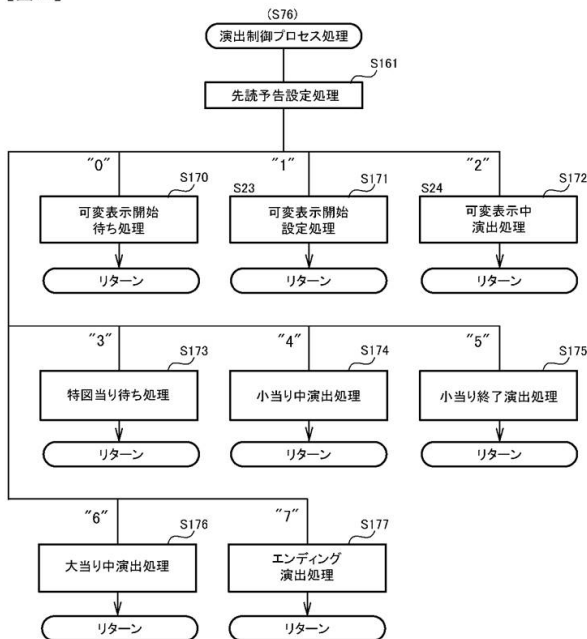 (S76)
演出制御プロセス処理
S161
先読予告設定処理
"0"
"1"
"2"
S170
S23
S171
S24
S172
可変表示開始
待ち処理
可変表示開始
設定処理
可変表示中
演出処理
リターン
リターン
リターン
"3"
"4"
"5"
S173
S174
S175
特図当り待ち処理
小当り中演出処理
小当り終了演出処理
リターン
リターン
リターン
"6"
"7"
S176
S177
大当り中演出処理
エンディング
演出処理
リターン
リターン